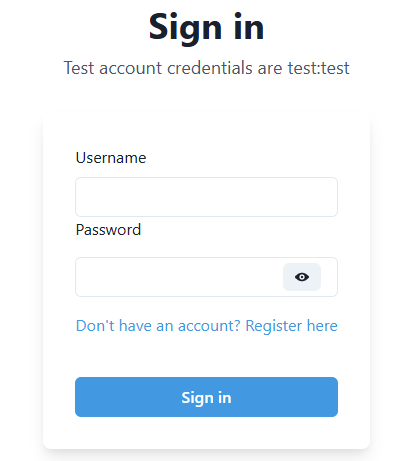 Sign in
Test account credentials are test:test
Username
Password
Don't have an account? Register here
Sign in